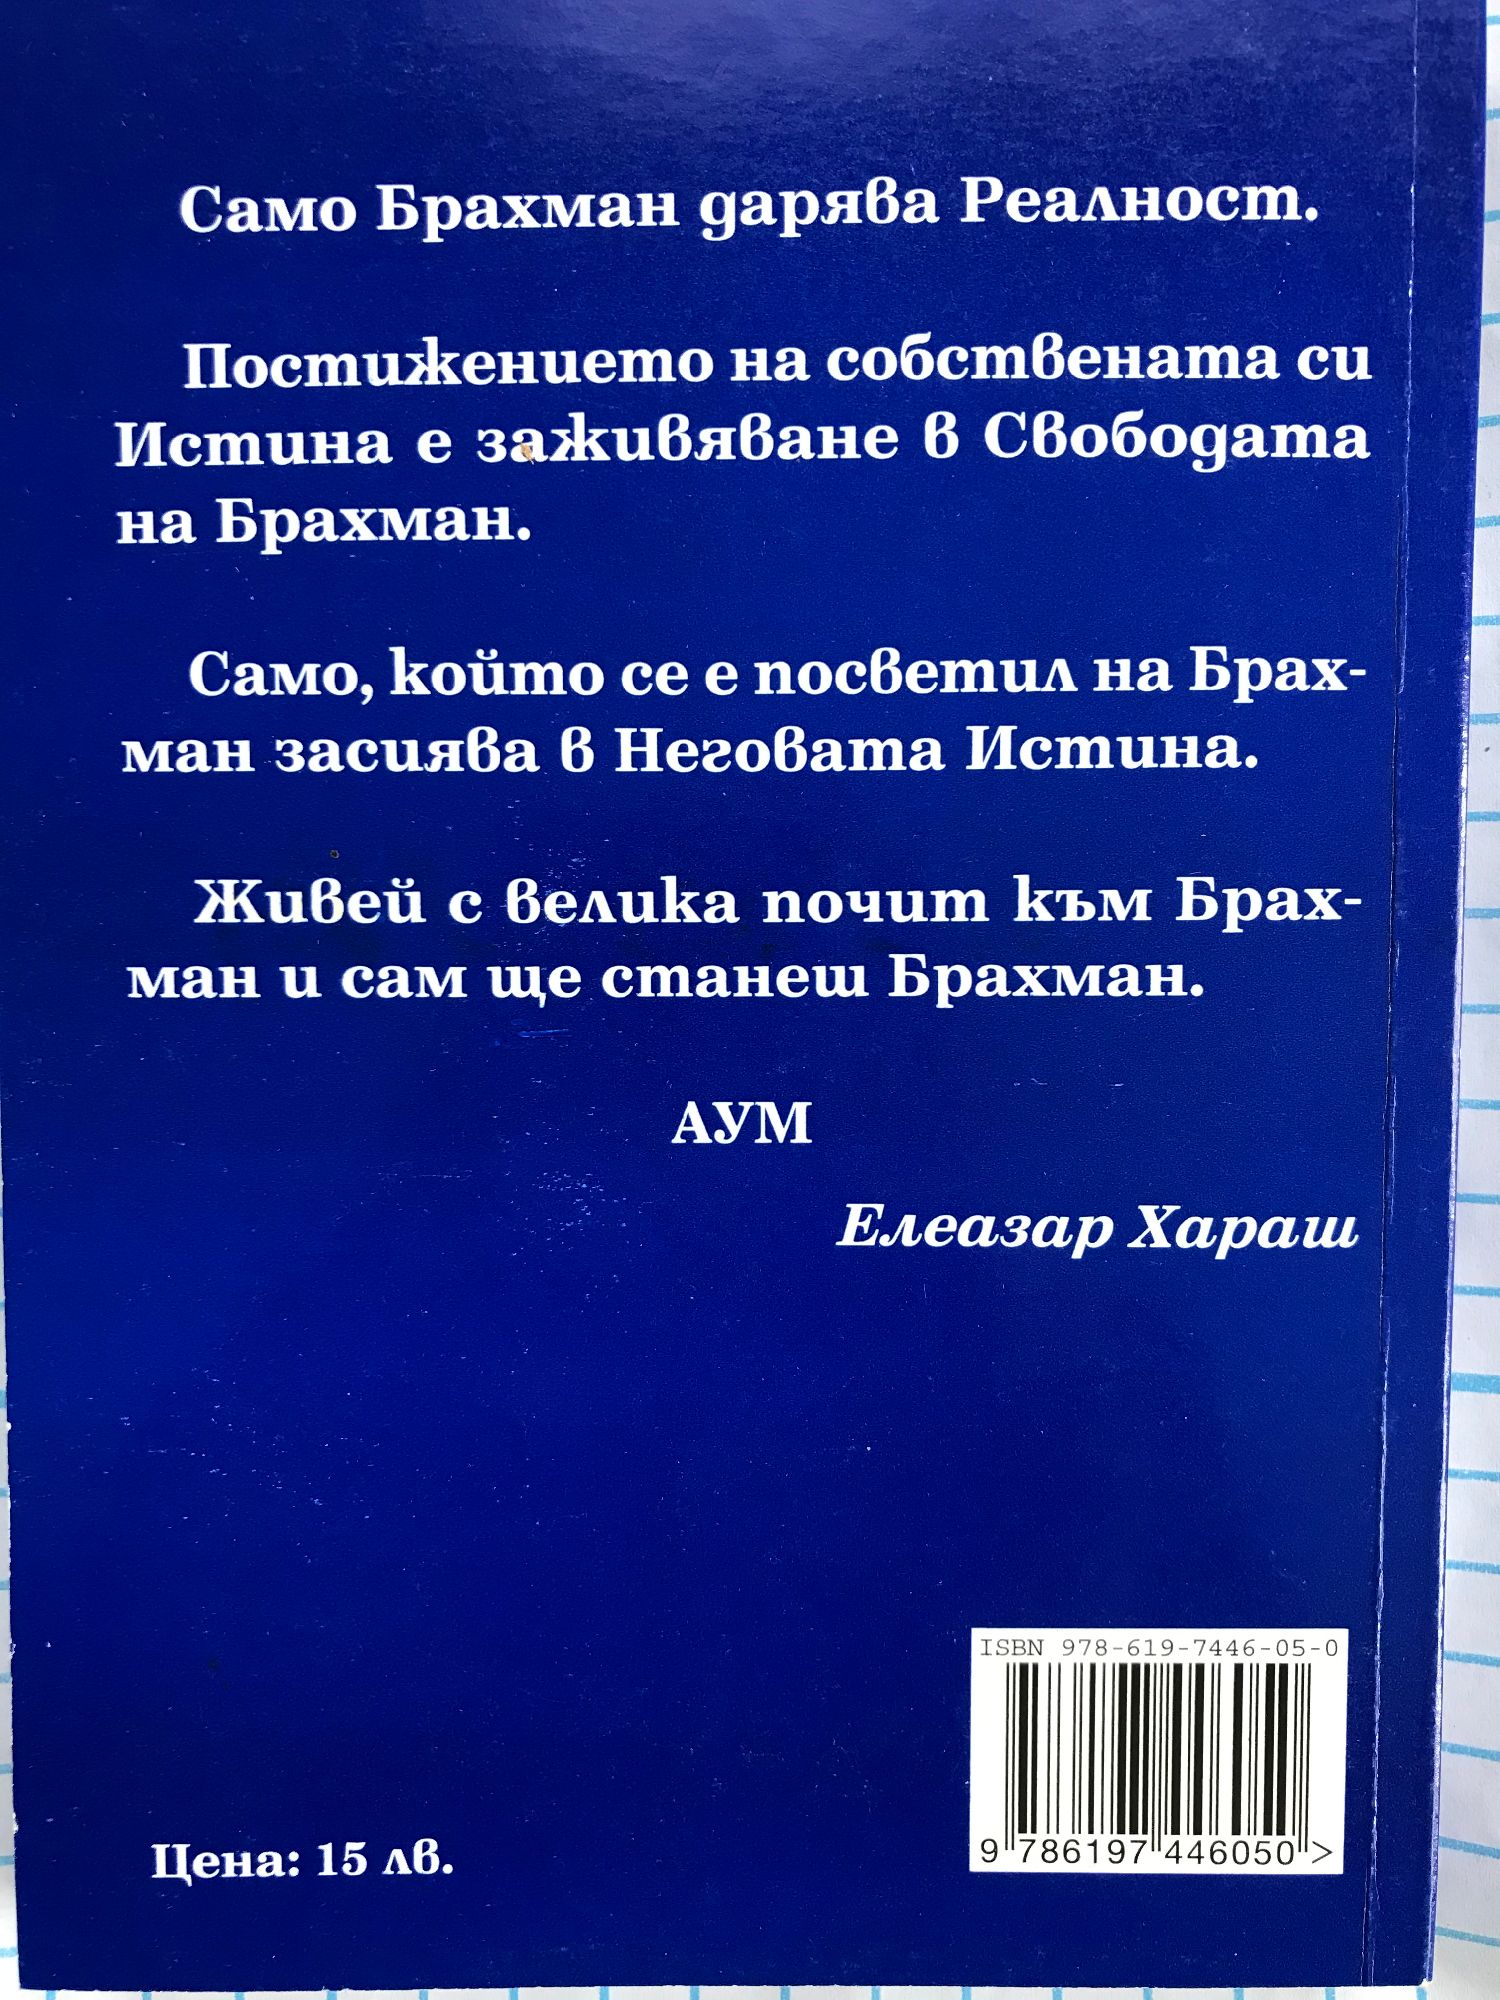 Само Брахман дарява Реалност.
Постижението на собствената си
Истина е заживяване в Свободата
на Брахман.
Само, който се е посветил на Брах-
ман засиява в Неговата Истина.
Живей с велика почит към Брах-
ман и сам ще станеш Брахман.
АУМ
Елеазар Хараш
ISBN 978-619-7446-05-0
9 786197 446050 >
Цена: 15 лв.